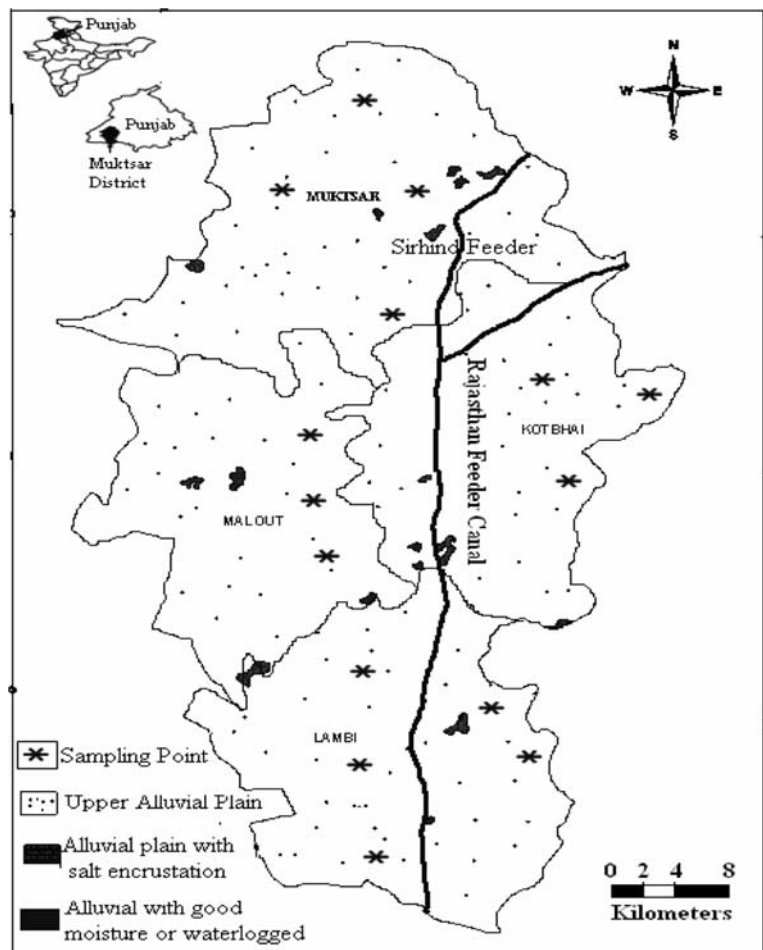 Punjab
Punjab
Muktsar
District
N
W E
S
MUKTSAR
Sirhind Feeder
Rajasthan Feeder Canal
KOTBHAI
MALOUT
LAMBI
Sampling Point
Upper Alluvial Plain
Alluvial plain with
salt encrustation
Alluvial with good
moisture or waterlogged
0 2 4 8
Kilometers